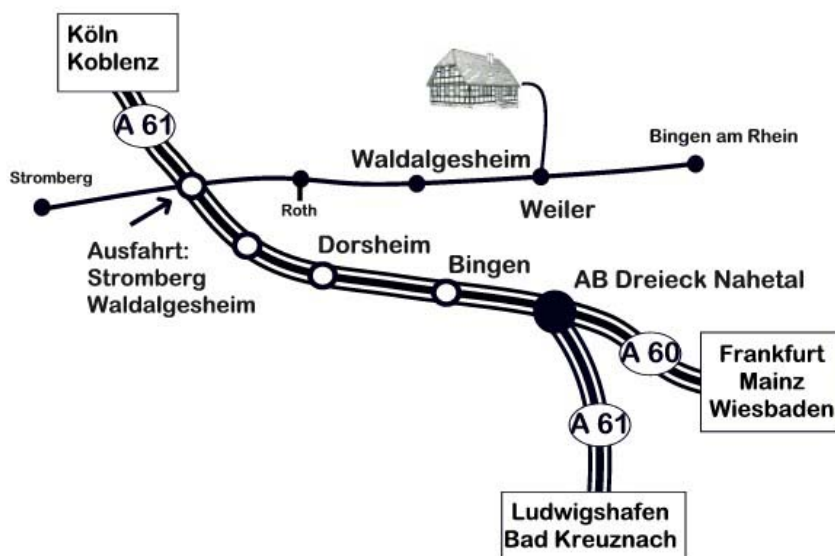 Köln
Koblenz
A 61
Bingen am Rhein
Waldalgesheim
Stromberg
Roth
Weiler
Ausfahrt:
Stromberg
Waldalgesheim
Dorsheim
Bingen
AB Dreieck Nahetal
A 60
Frankfurt
Mainz
Wiesbaden
A 61
Ludwigshafen
Bad Kreuznach